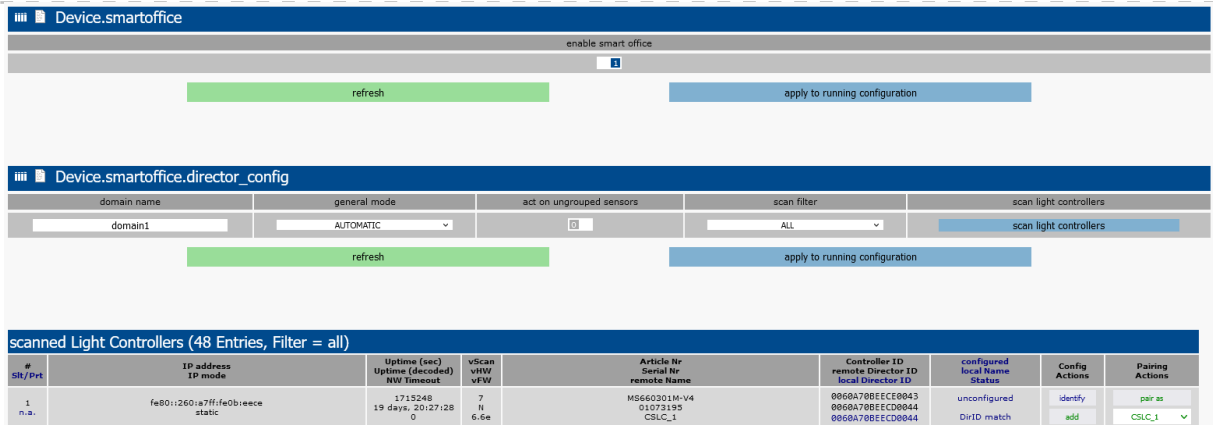 Device.smartoffice
enable smart office
1
refresh apply to running configuration
Device.smartoffice.director_config
domain name general mode act on ungrouped sensors scan filter scan light controllers
domain1 AUTOMATIC 0 ALL scan light controllers
refresh apply to running configuration
scanned Light Controllers (48 Entries, Filter = all)
# IP address Uptime (sec) vScan Article Nr Controller ID configured Config Pairing
Slt/Prt IP mode Uptime (decoded) vHW Serial Nr remote Director ID local Name Actions Actions
NW Timeout vFW remote Name local Director ID Status
1 fe80::260:a7ff:fe0b:eece 1715248 7 MS660301M-V4 0060A70BEECE0043 unconfigured identify pair as
n.a. static 19 days, 20:27:28 N 01073195 0060A70BEECD0044
0 6.6e CSLC_1 0060A70BEECD0044 DirID match add CSLC_1